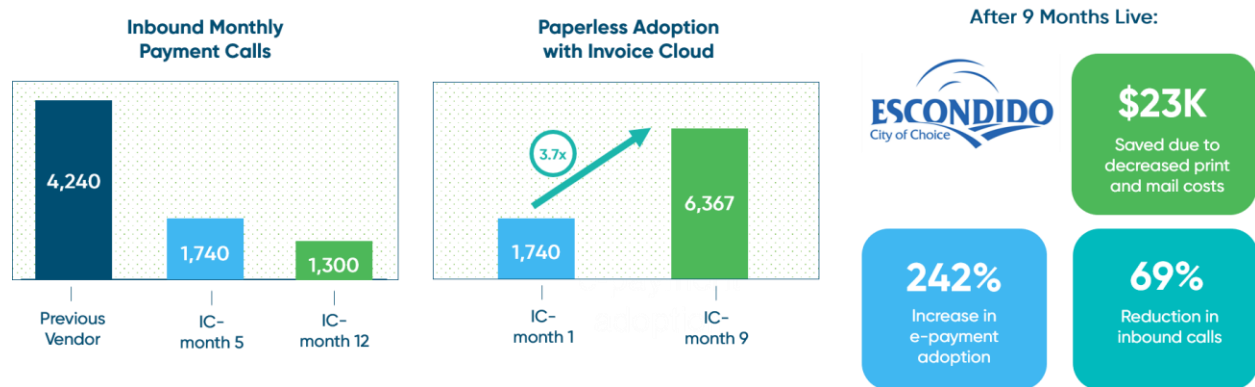 Inbound Monthly
Payment Calls
4,240
1,740
1,300
Previous
Vendor
IC-
month 5
IC-
month 12
Paperless Adoption
with Invoice Cloud
3.7x
1,740
6,367
IC-
month 1
IC-
month 9
After 9 Months Live:
ESCONDIDO
City of Choice
$23K
Saved due to
decreased print
and mail costs
242%
Increase in
e-payment
adoption
69%
Reduction in
inbound calls